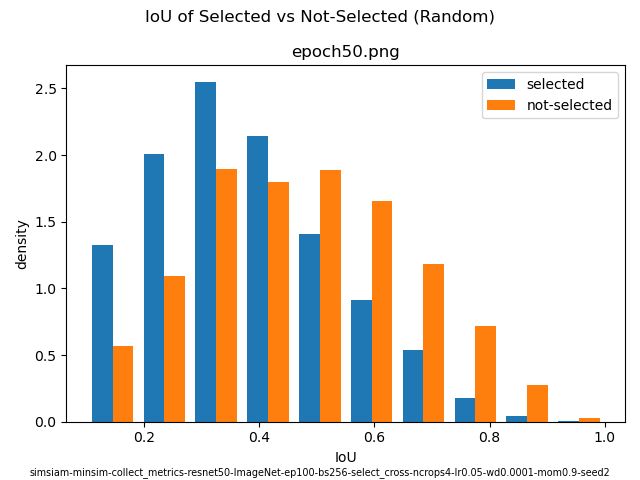 IoU of Selected vs Not-Selected (Random)
epoch50.png
selected
not-selected
2.5
2.0
1.5
1.0
0.5
0.0
density
0.2 0.4 0.6 0.8 1.0
IoU
simsiam-minsim-collect_metrics-resnet50-ImageNet-ep100-bs256-select_cross-ncrops4-lr0.05-wd0.0001-mom0.9-seed2